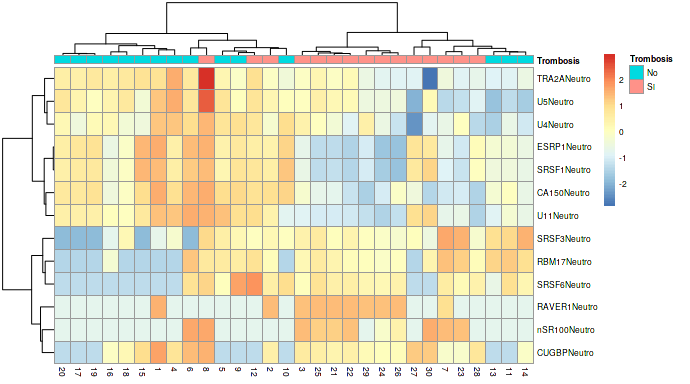 Trombosis
TRA2ANeutro
U5Neutro
U4Neutro
ESRP1Neutro
SRSF1Neutro
CA150Neutro
U11Neutro
SRSF3Neutro
RBM17Neutro
SRSF6Neutro
RAVER1Neutro
nSR100Neutro
CUGBPNeutro
20 17 19 16 18 15 1 4 6 8 5 9 12 2 10 3 25 21 22 29 24 26 27 30 7 23 28 13 11 14
2
1
0
-1
-2
Trombosis
No
Si